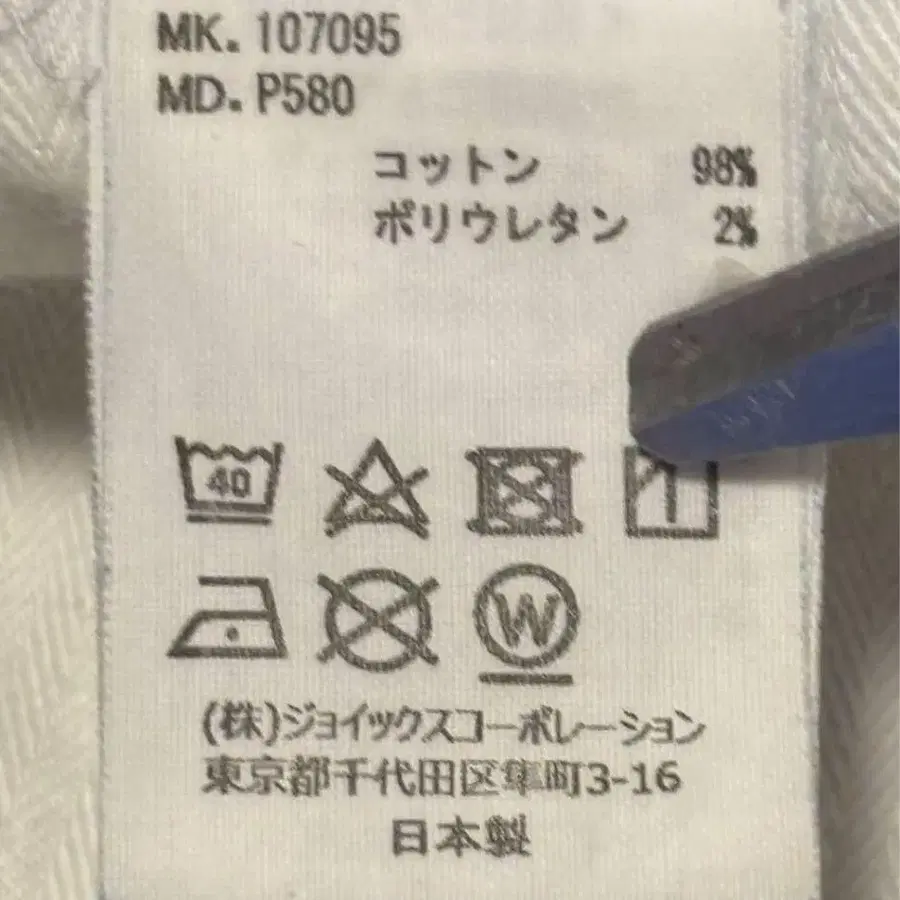 MK. 107095
MD. P580
コットン 98%
ポリウレタン 2%
40
W
(株)ジョイックスコーポレーション
東京都千代田区隼町3-16
日本製